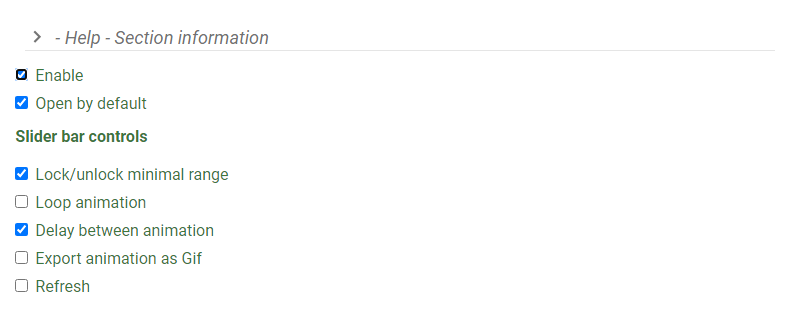 - Help - Section information
Enable
Open by default
Slider bar controls
Lock/unlock minimal range
Loop animation
Delay between animation
Export animation as Gif
Refresh